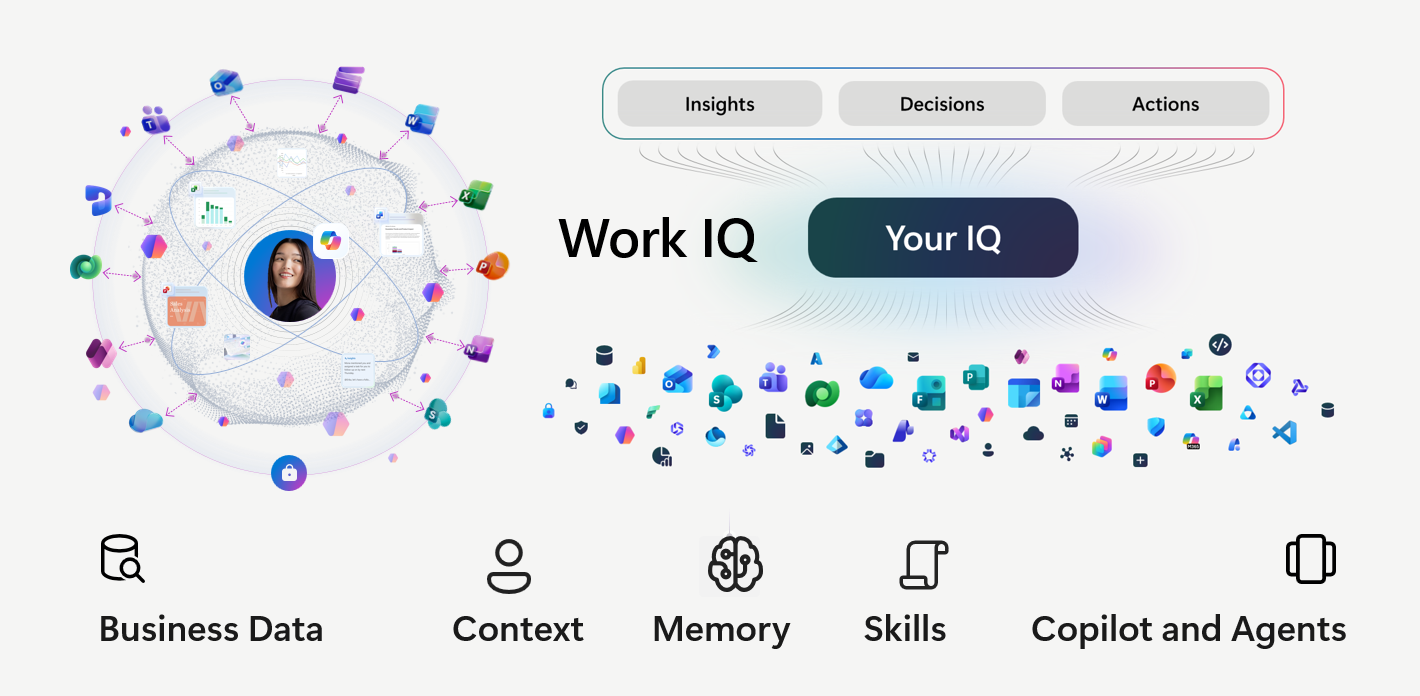 Insights
Decisions
Actions
Work IQ
Your IQ
Business Data
Context
Memory
Skills
Copilot and Agents